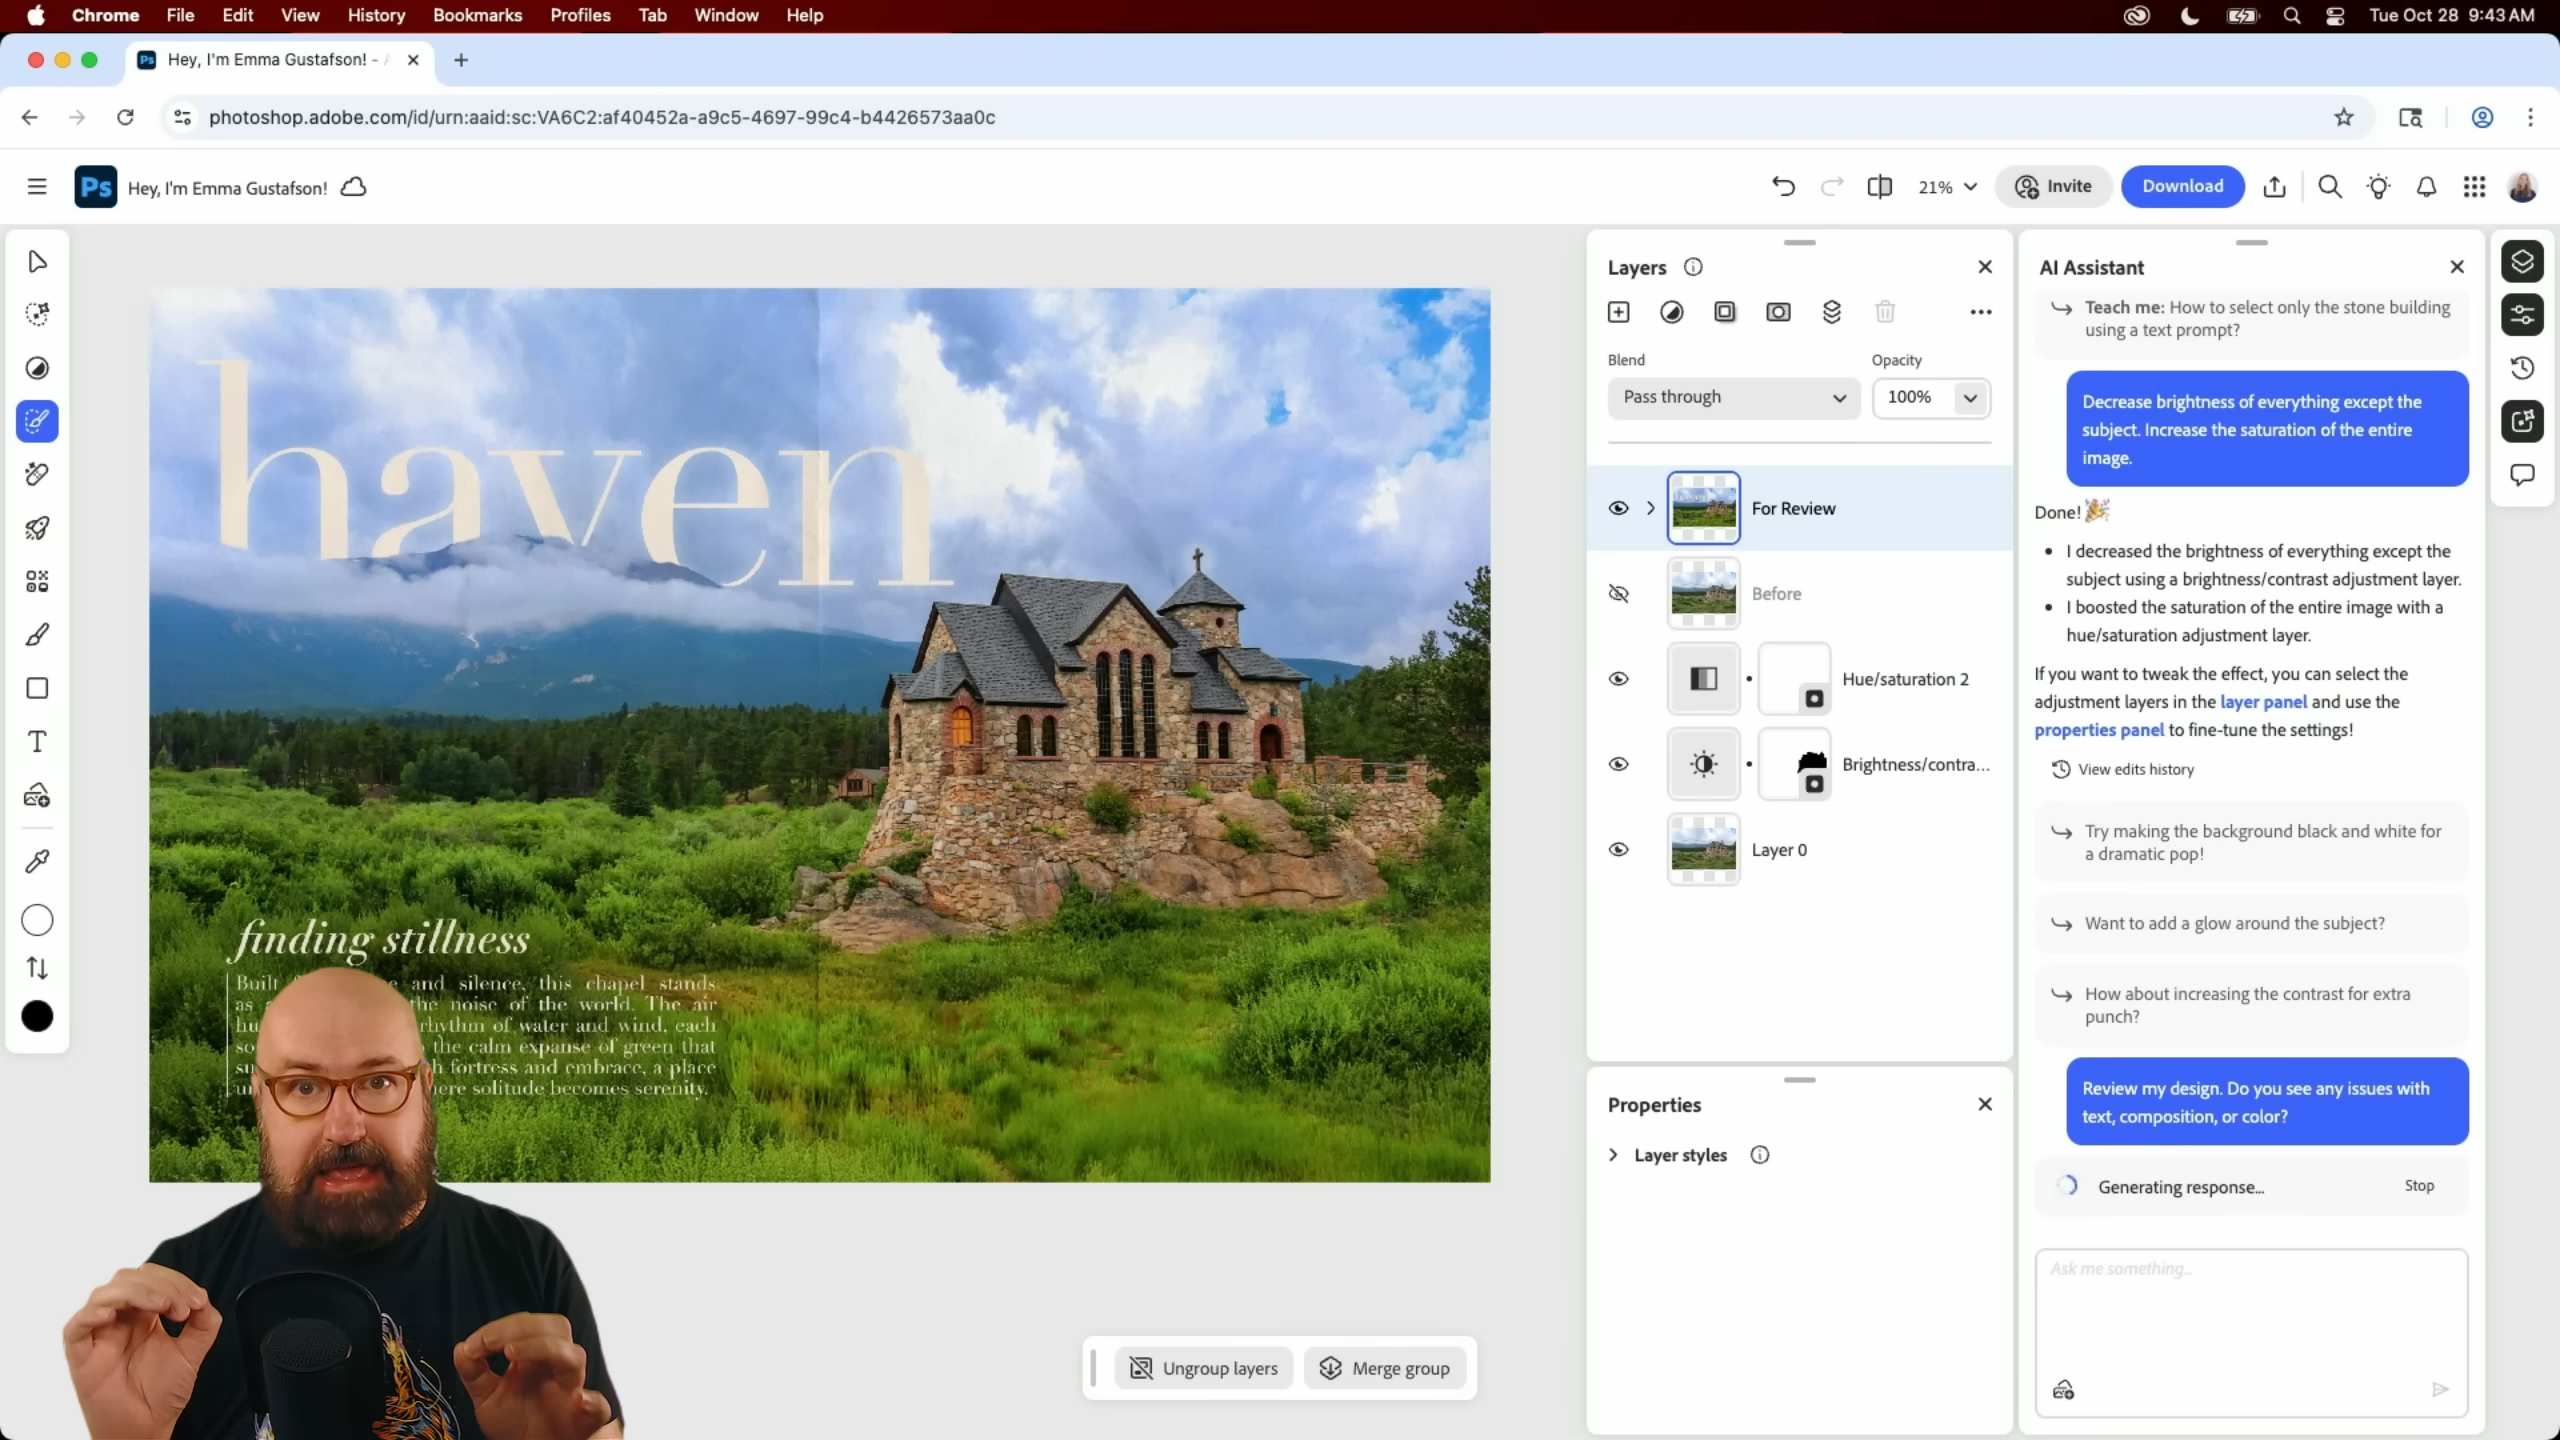 Chrome File Edit View History Bookmarks Profiles Tab Window Help
Tue Oct 28 9:43 AM
Ps Hey, I'm Emma Gustafson! -
photoshop.adobe.com/id/urn:aaid:sc:VA6C2:af40452a-a9c5-4697-99c4-b4426573aa0c
Ps Hey, I'm Emma Gustafson!
21%
Invite
Download
haven
finding stillness
and silence, this chapel stands
as the noise of the world. The air
rhythm of water and wind, each
the calm expanse of green that
fortress and embrace, a place
solitude becomes serenity.
Ungroup layers
Merge group
Layers
Blend
Opacity
Pass through
100%
For Review
Before
Hue/saturation 2
Brightness/contra...
Layer 0
Properties
Layer styles
AI Assistant
Teach me: How to select only the stone building
using a text prompt?
Decrease brightness of everything except the
subject. Increase the saturation of the entire
image.
Done!
I decreased the brightness of everything except the
subject using a brightness/contrast adjustment layer.
I boosted the saturation of the entire image with a
hue/saturation adjustment layer.
If you want to tweak the effect, you can select the
adjustment layers in the layer panel and use the
properties panel to fine-tune the settings!
View edits history
Try making the background black and white for
a dramatic pop!
Want to add a glow around the subject?
How about increasing the contrast for extra
punch?
Review my design. Do you see any issues with
text, composition, or color?
Generating response...
Stop
Ask me something...